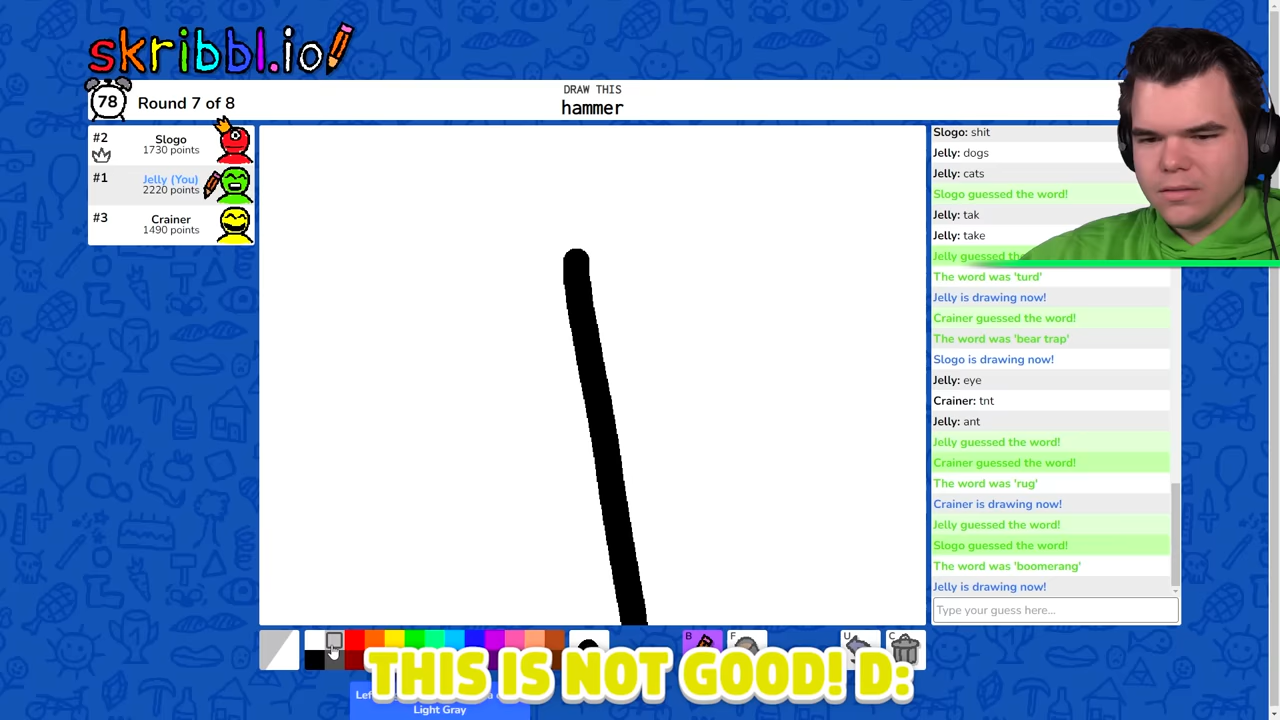 skribbl.io
78
Round 7 of 8
DRAW THIS
hammer
#2
Slogo
1730 points
#1
Jelly (You)
2220 points
#3
Crainer
1490 points
Slogo: shit
Jelly: dogs
Jelly: cats
Slogo guessed the word!
Jelly: tak
Jelly: take
Jelly guessed the
The word was 'turd'
Jelly is drawing now!
Crainer guessed the word!
The word was 'bear trap'
Slogo is drawing now!
Jelly: eye
Crainer: tnt
Jelly: ant
Jelly guessed the word!
Crainer guessed the word!
The word was 'rug'
Crainer is drawing now!
Jelly guessed the word!
Slogo guessed the word!
The word was 'boomerang'
Jelly is drawing now!
Type your guess here...
B
F
U
C
THIS IS NOT GOOD! D:
Light Gray